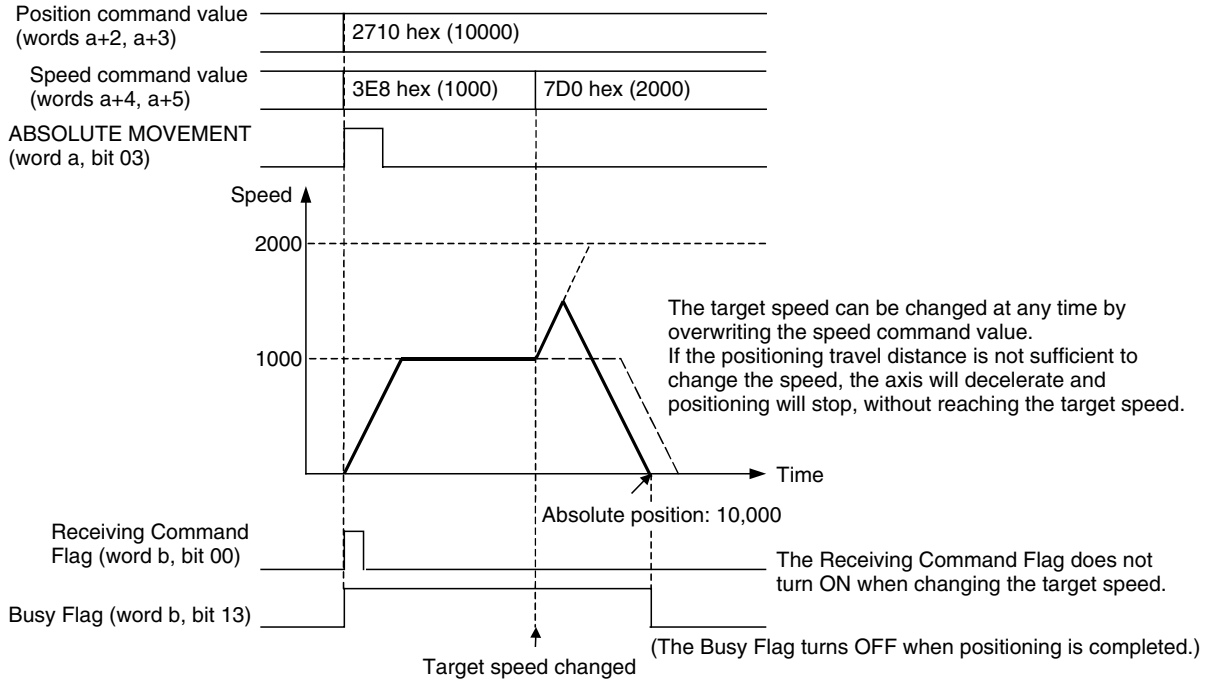 Position command value
(words a+2, a+3)
2710 hex (10000)
Speed command value
(words a+4, a+5)
3E8 hex (1000)
7D0 hex (2000)
ABSOLUTE MOVEMENT
(word a, bit 03)
Speed
2000
1000
The target speed can be changed at any time by
overwriting the speed command value.
If the positioning travel distance is not sufficient to
change the speed, the axis will decelerate and
positioning will stop, without reaching the target speed.
Time
Absolute position: 10,000
Receiving Command
Flag (word b, bit 00)
The Receiving Command Flag does not
turn ON when changing the target speed.
Busy Flag (word b, bit 13)
(The Busy Flag turns OFF when positioning is completed.)
Target speed changed